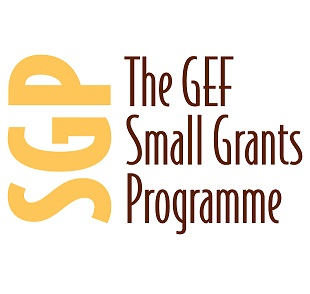 SGP
The GEF
Small Grants
Programme